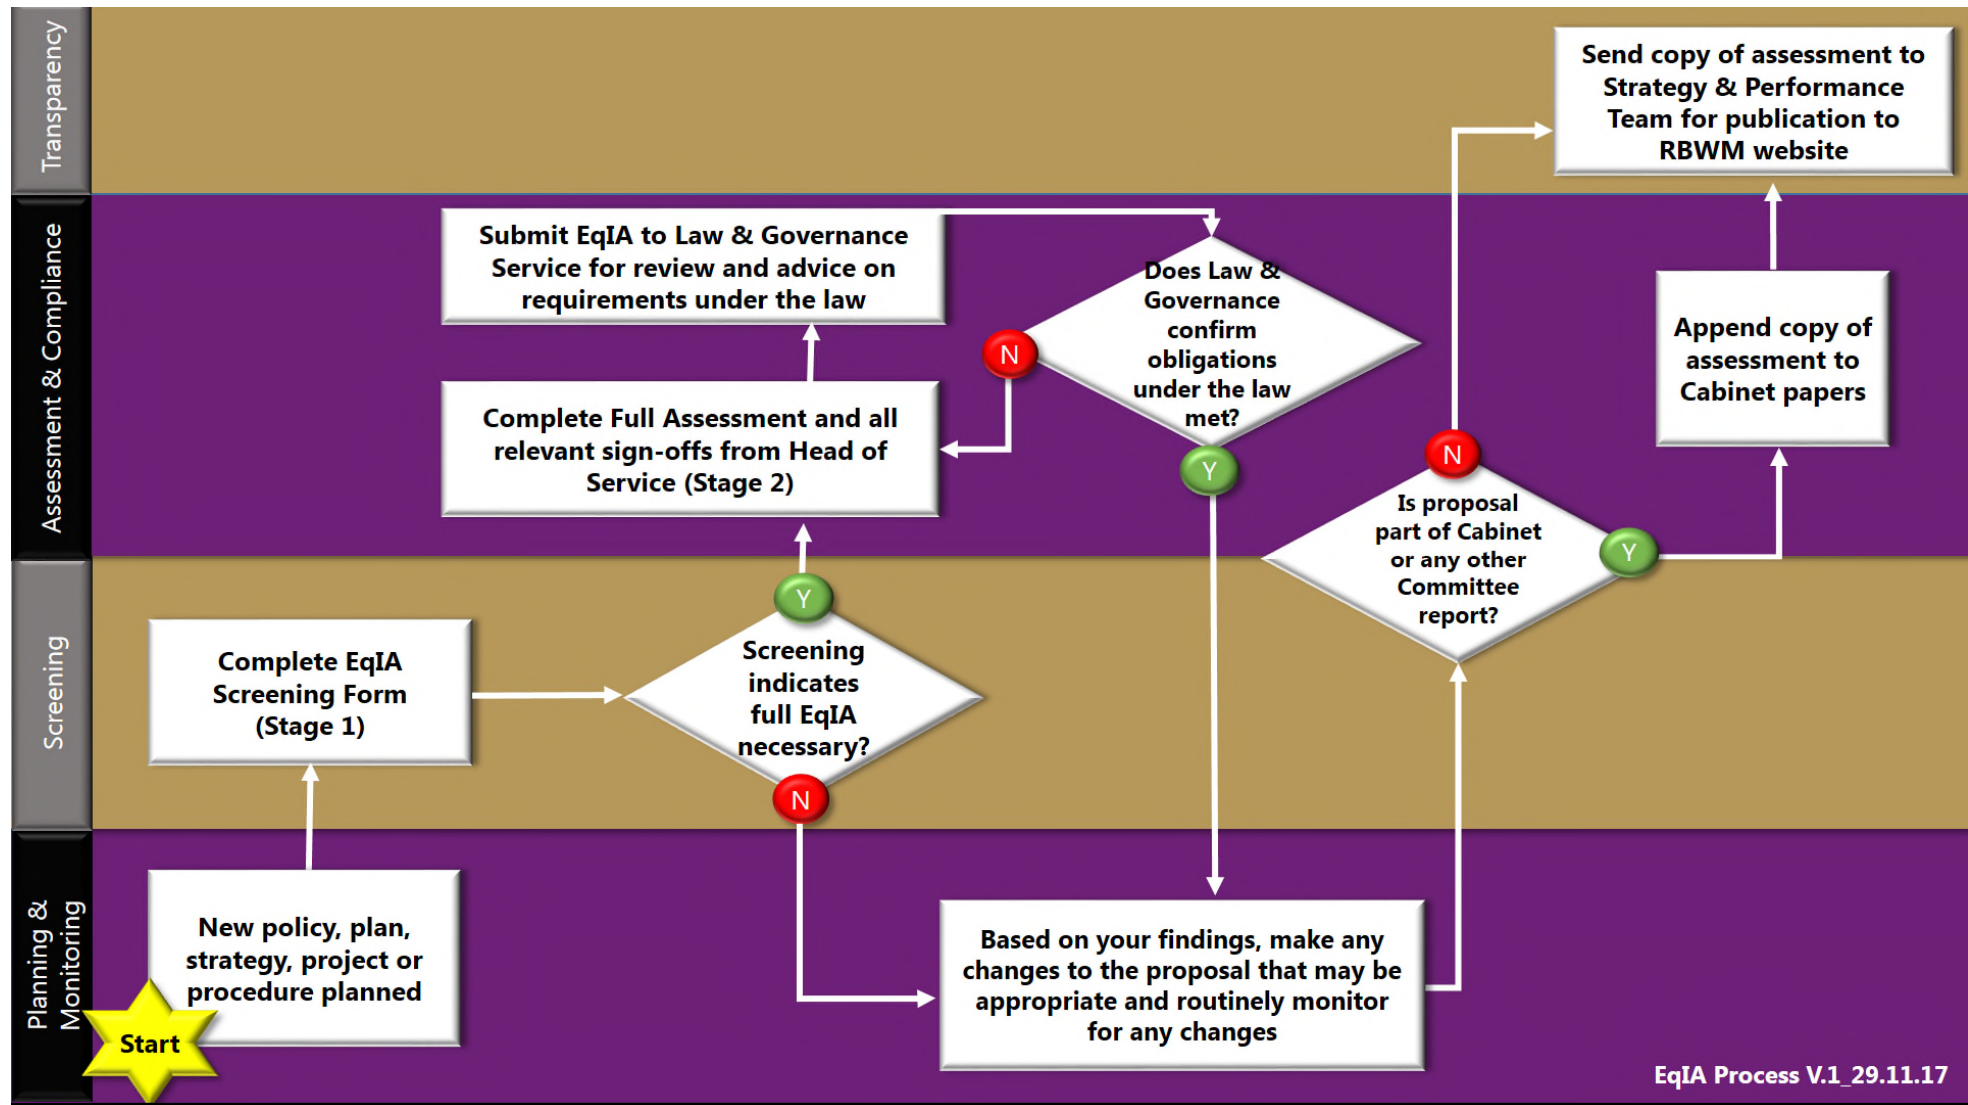 Transparency
Send copy of assessment to
Strategy & Performance
Team for publication to
RBWM website
Assessment & Compliance
Submit EqIA to Law & Governance
Service for review and advice on
requirements under the law
Does Law &
Governance
confirm
obligations
under the law
met?
N
Y
Complete Full Assessment and all
relevant sign-offs from Head of
Service (Stage 2)
Append copy of
assessment to
Cabinet papers
N
Is proposal
part of Cabinet
or any other
Committee
report?
Y
Screening
Complete EqIA
Screening Form
(Stage 1)
Y
Screening
indicates
full EqIA
necessary?
N
Planning &
Monitoring
New policy, plan,
strategy, project or
procedure planned
Start
Based on your findings, make any
changes to the proposal that may be
appropriate and routinely monitor
for any changes
EqIA Process V.1_29.11.17